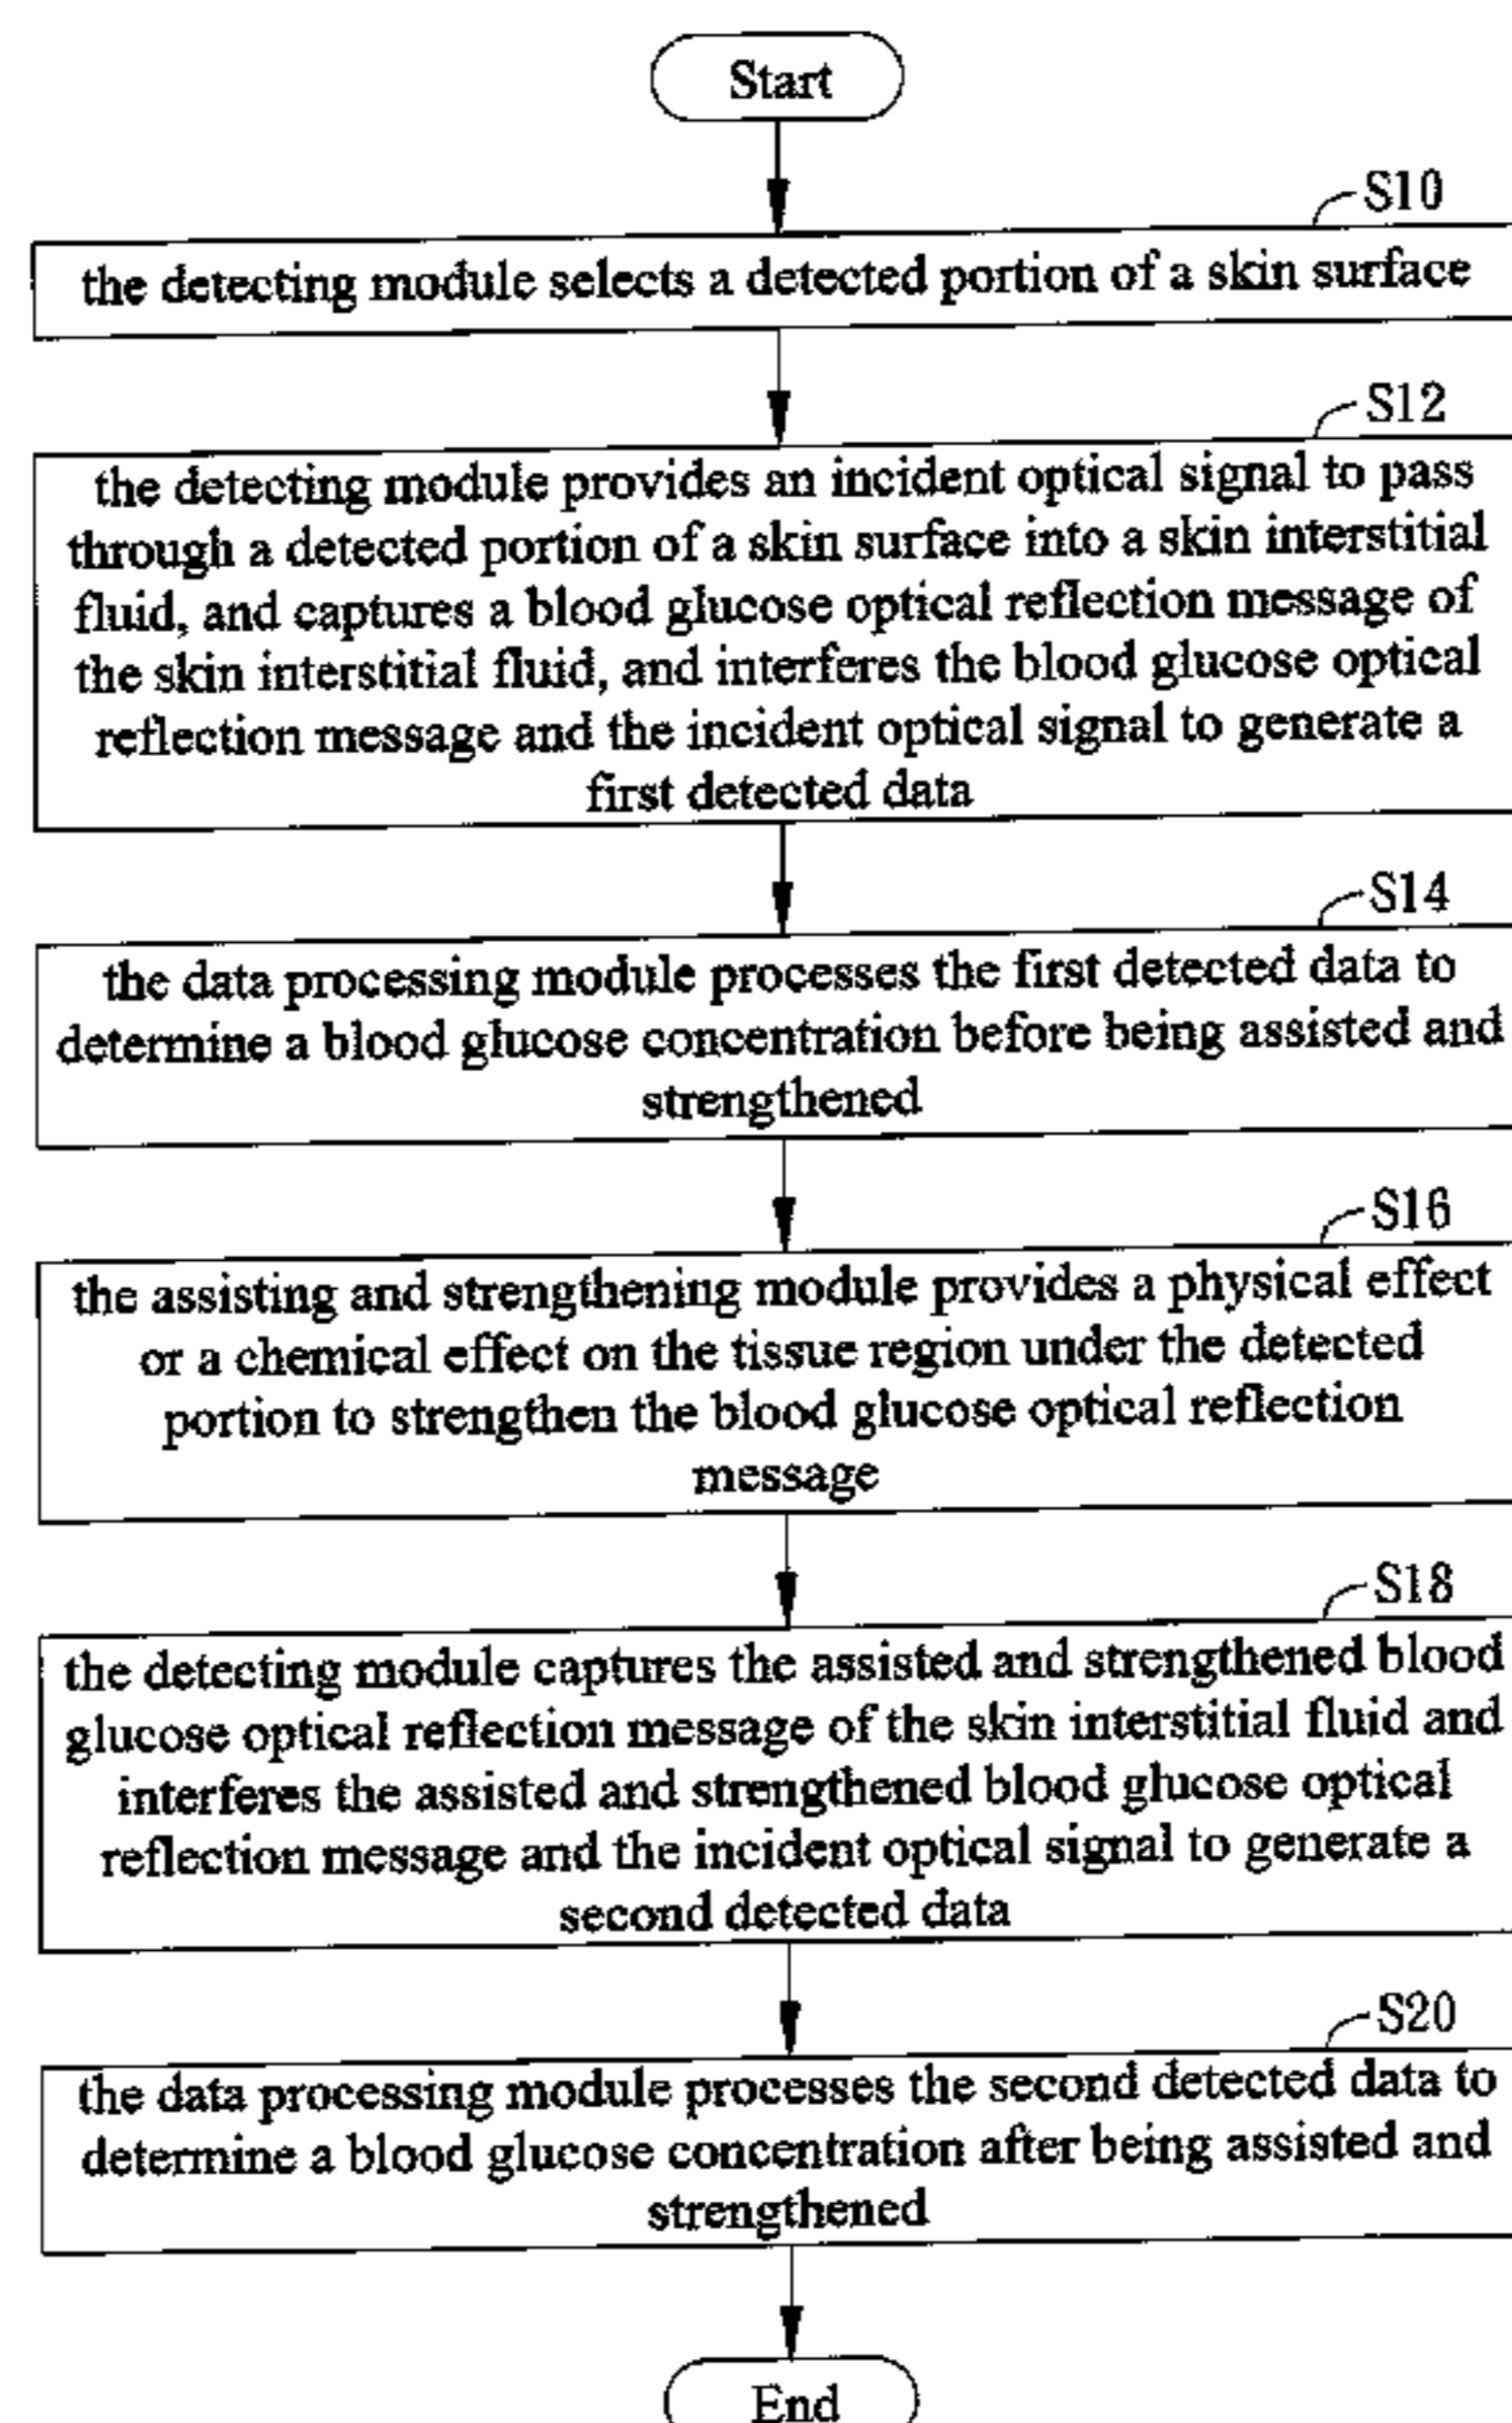 Start
S10
the detecting module selects a detected portion of a skin surface
S12
the detecting module provides an incident optical signal to pass
through a detected portion of a skin surface into a skin interstitial
fluid, and captures a blood glucose optical reflection message of
the skin interstitial fluid, and interferes the blood glucose optical
reflection message and the incident optical signal to generate a
first detected data
S14
the data processing module processes the first detected data to
determine a blood glucose concentration before being assisted and
strengthened
S16
the assisting and strengthening module provides a physical effect
or a chemical effect on the tissue region under the detected
portion to strengthen the blood glucose optical reflection
message
S18
the detecting module captures the assisted and strengthened blood
glucose optical reflection message of the skin interstitial fluid and
interferes the assisted and strengthened blood glucose optical
reflection message and the incident optical signal to generate a
second detected data
S20
the data processing module processes the second detected data to
determine a blood glucose concentration after being assisted and
strengthened
End